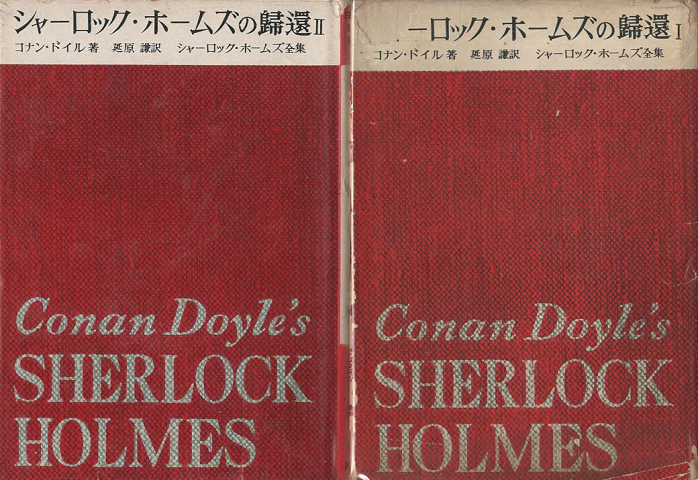 シャーロック・ホームズの歸還 II
コナン・ドイル著 延原 謙訳 シャーロック・ホームズ全集
Conan Doyle's
SHERLOCK
HOLMES
ーロック・ホームズの歸還 I
コナン・ドイル著 延原 謙訳 シャーロック・ホームズ全集
Conan Doyle's
SHERLOCK
HOLMES